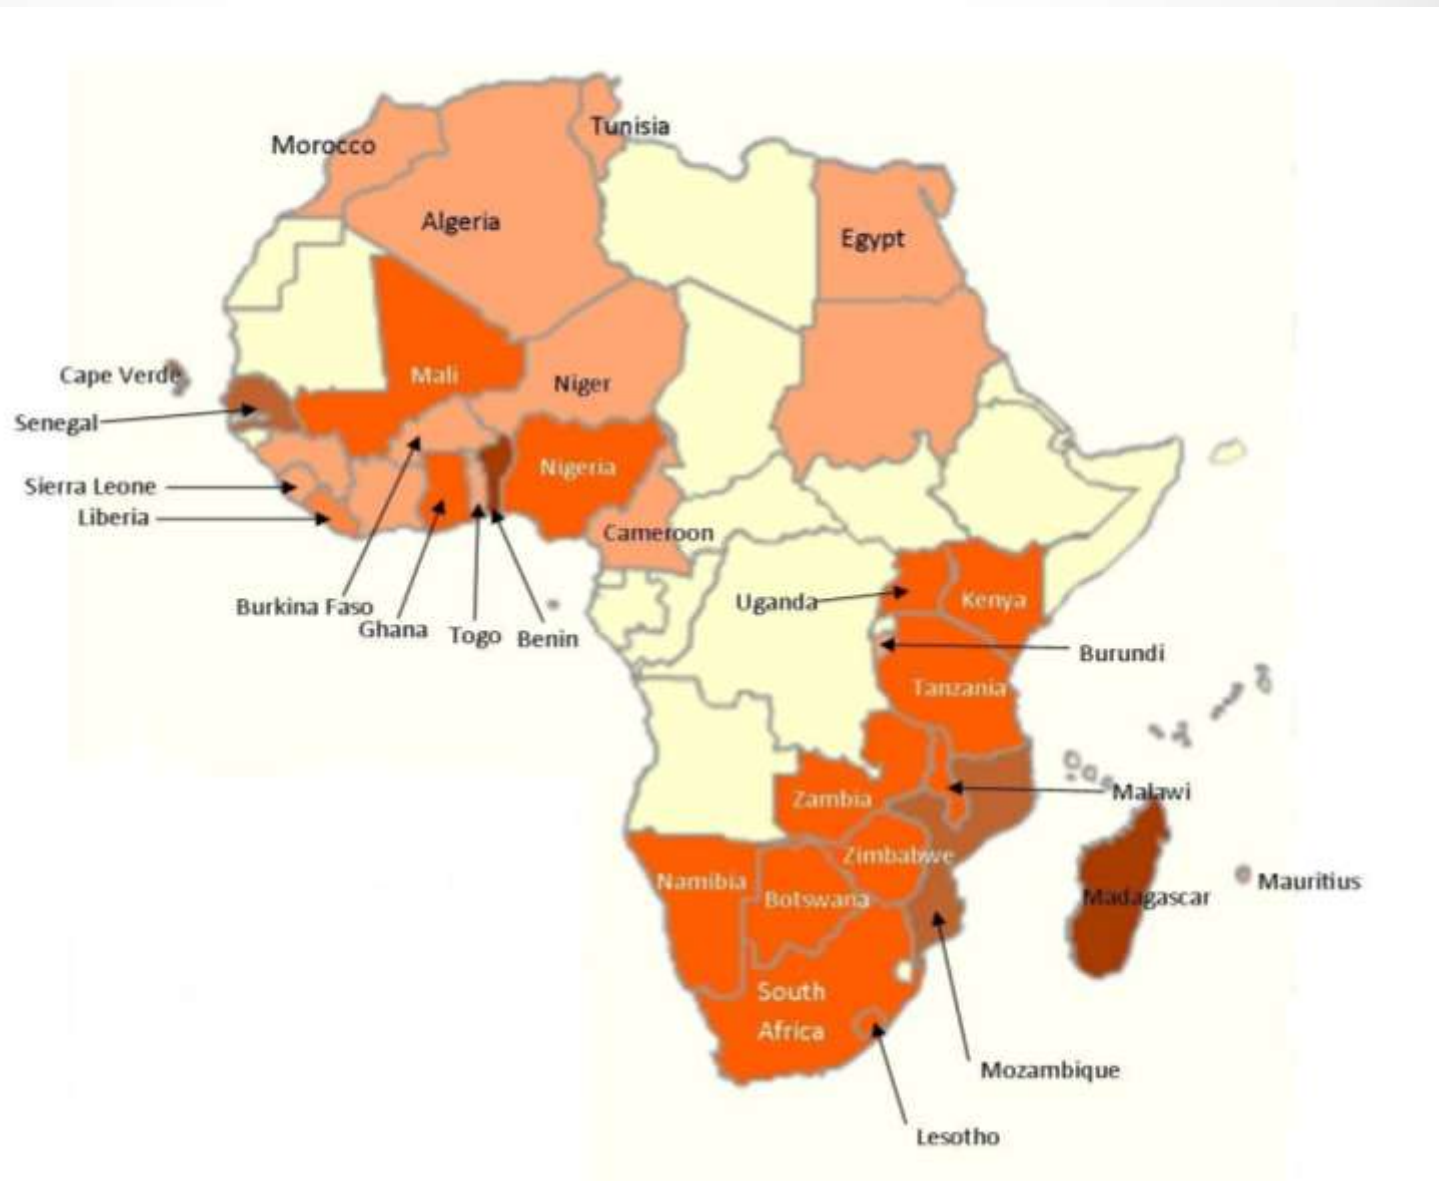 Tunisia
Morocco
Algeria
Egypt
Cape Verde
Mali
Niger
Senegal
Nigeria
Sierra Leone
Liberia
Cameroon
Burkina Faso
Ghana
Togo
Benin
Uganda
Kenya
Burundi
Tanzania
Malawi
Zambia
Zimbabwe
Namibia
Botswana
Madagascar
Mauritius
South
Africa
Mozambique
Lesotho